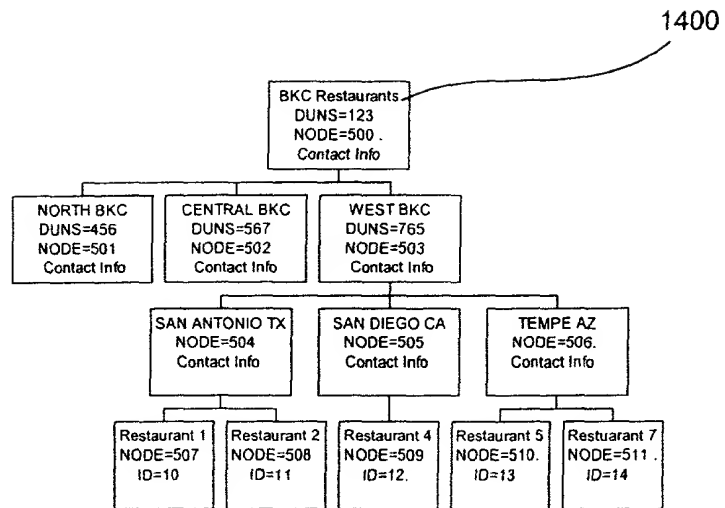 1400
BKC Restaurants
DUNS=123
NODE=500 .
Contact Info
NORTH BKC
DUNS=456
NODE=501
Contact Info
CENTRAL BKC
DUNS=567
NODE=502
Contact Info
WEST BKC
DUNS=765
NODE=503
Contact Info
SAN ANTONIO TX
NODE=504
Contact Info
SAN DIEGO CA
NODE=505
Contact Info
TEMPE AZ
NODE=506.
Contact Info
Restaurant 1
NODE=507
ID=10
Restaurant 2
NODE=508
ID=11
Restaurant 4
NODE=509
ID=12.
Restaurant 5
NODE=510.
ID=13
Restuarant 7
NODE=511 .
ID=14